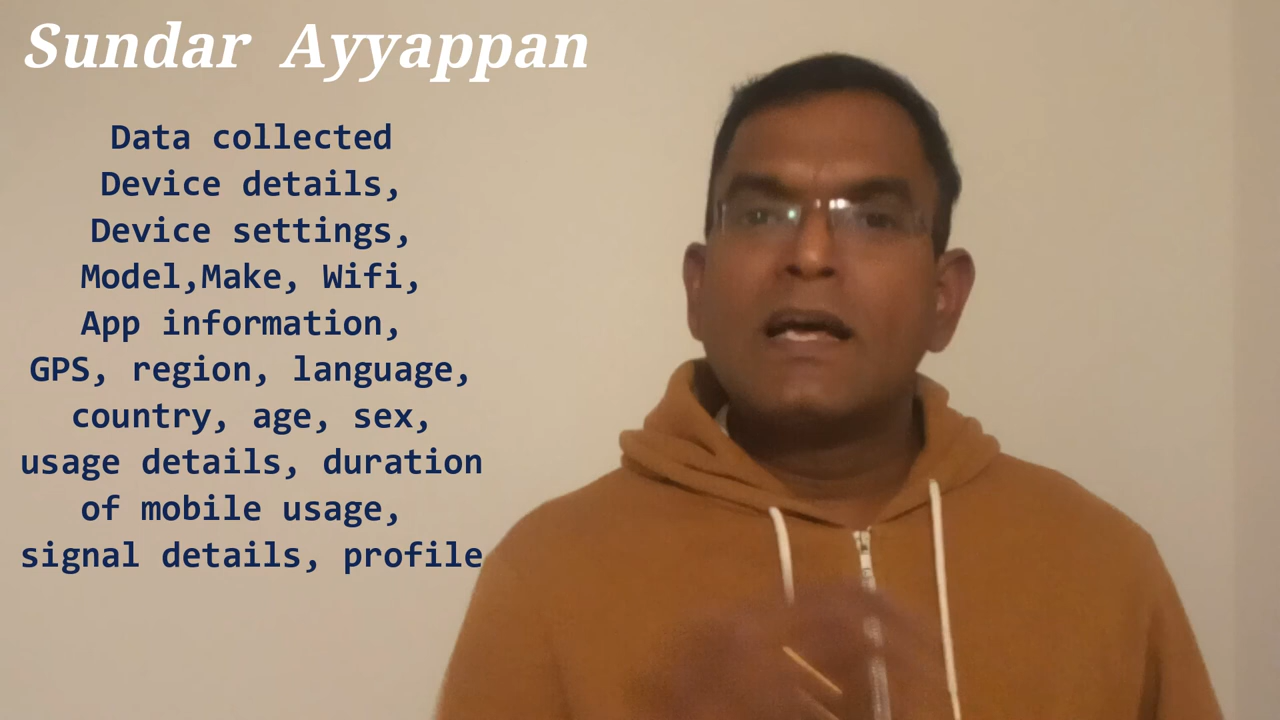 Sundar Ayyappan
Data collected
Device details,
Device settings,
Model,Make, Wifi,
App information,
GPS, region, language,
country, age, sex,
usage details, duration
of mobile usage,
signal details, profile